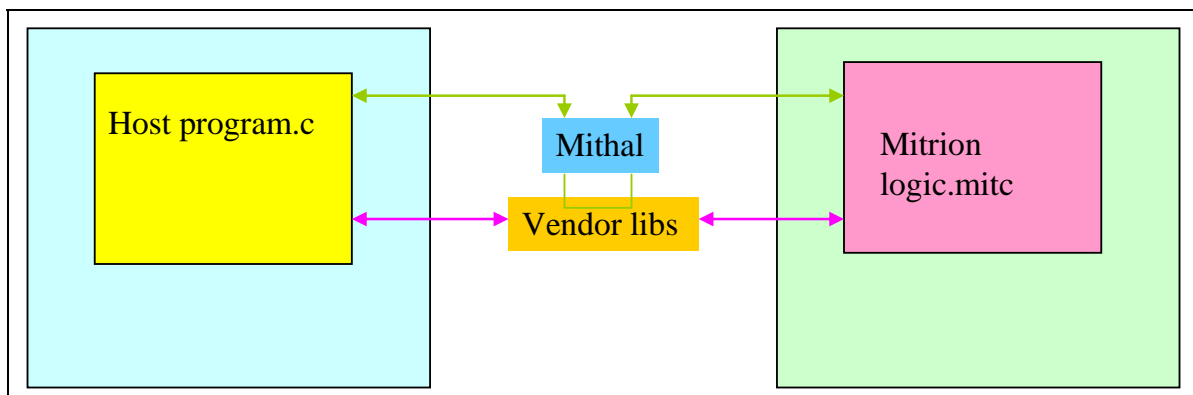 Host program.c
Mithal
Vendor libs
Mitrion
logic.mitc